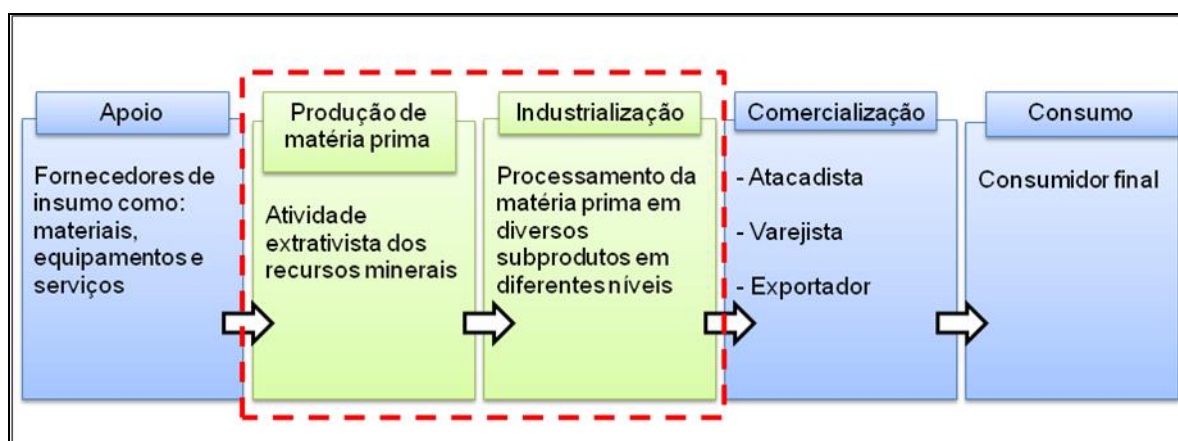 Apoio
Fornecedores de
insumo como:
materiais,
equipamentos e
serviços
Produção de
matéria prima
Atividade
extrativista dos
recursos minerais
Industrialização
Processamento da
matéria prima em
diversos
subprodutos em
diferentes níveis
Comercialização
- Atacadista
- Varejista
- Exportador
Consumo
Consumidor final